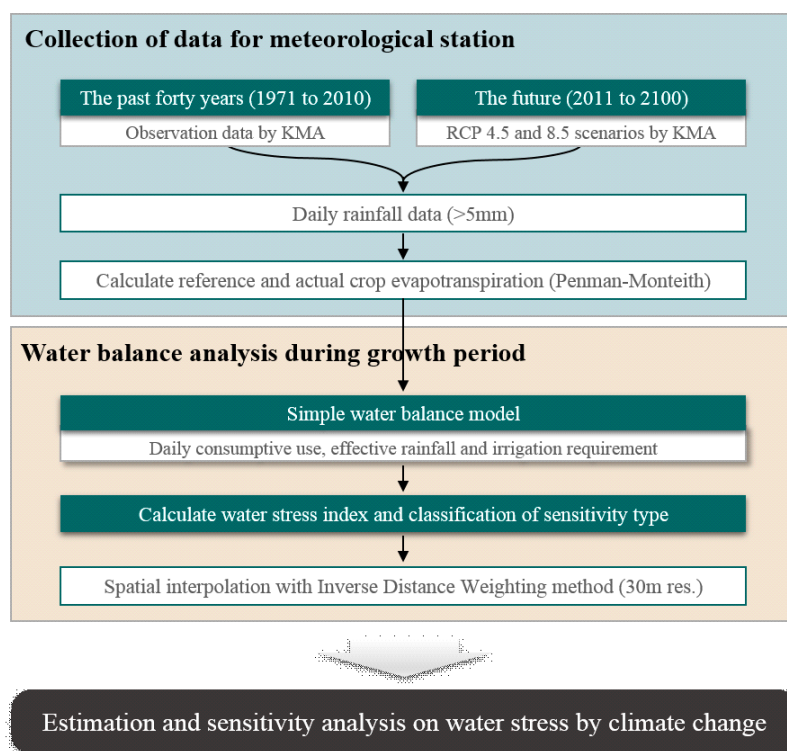 Collection of data for meteorological station
The past forty years (1971 to 2010)
Observation data by KMA
The future (2011 to 2100)
RCP 4.5 and 8.5 scenarios by KMA
Daily rainfall data (>5mm)
Calculate reference and actual crop evapotranspiration (Penman-Monteith)
Water balance analysis during growth period
Simple water balance model
Daily consumptive use, effective rainfall and irrigation requirement
Calculate water stress index and classification of sensitivity type
Spatial interpolation with Inverse Distance Weighting method (30m res.)
Estimation and sensitivity analysis on water stress by climate change